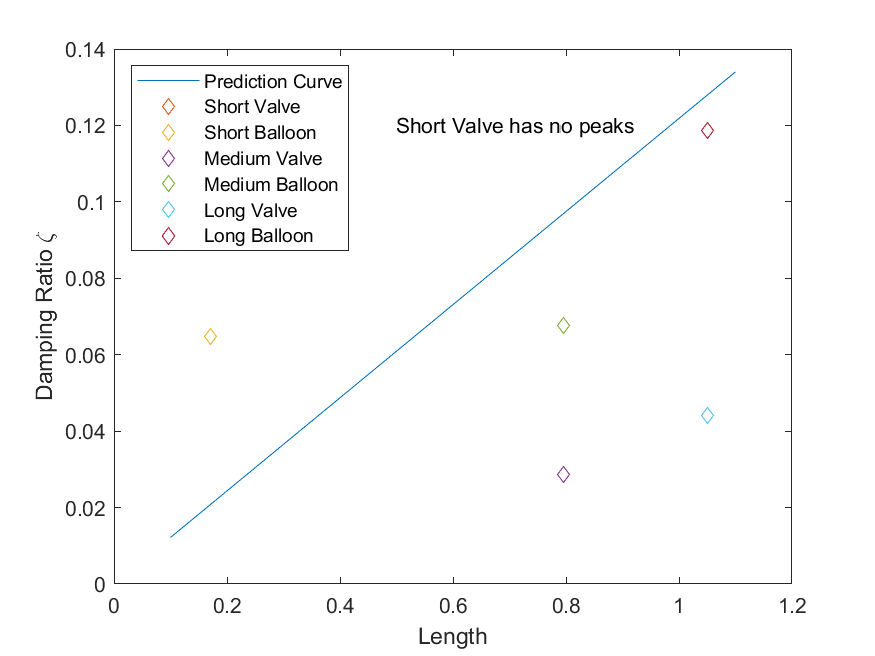 0.14
0.12
0.1
0.08
0.06
0.04
0.02
0
Damping Ratio ζ
Prediction Curve
Short Valve
Short Balloon
Medium Valve
Medium Balloon
Long Valve
Long Balloon
Short Valve has no peaks
0 0.2 0.4 0.6 0.8 1 1.2
Length